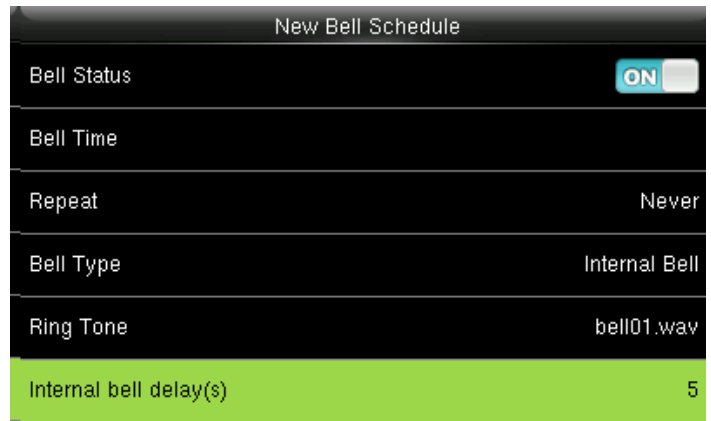 New Bell Schedule
Bell Status ON
Bell Time
Repeat Never
Bell Type Internal Bell
Ring Tone bell01.wav
Internal bell delay(s) 5